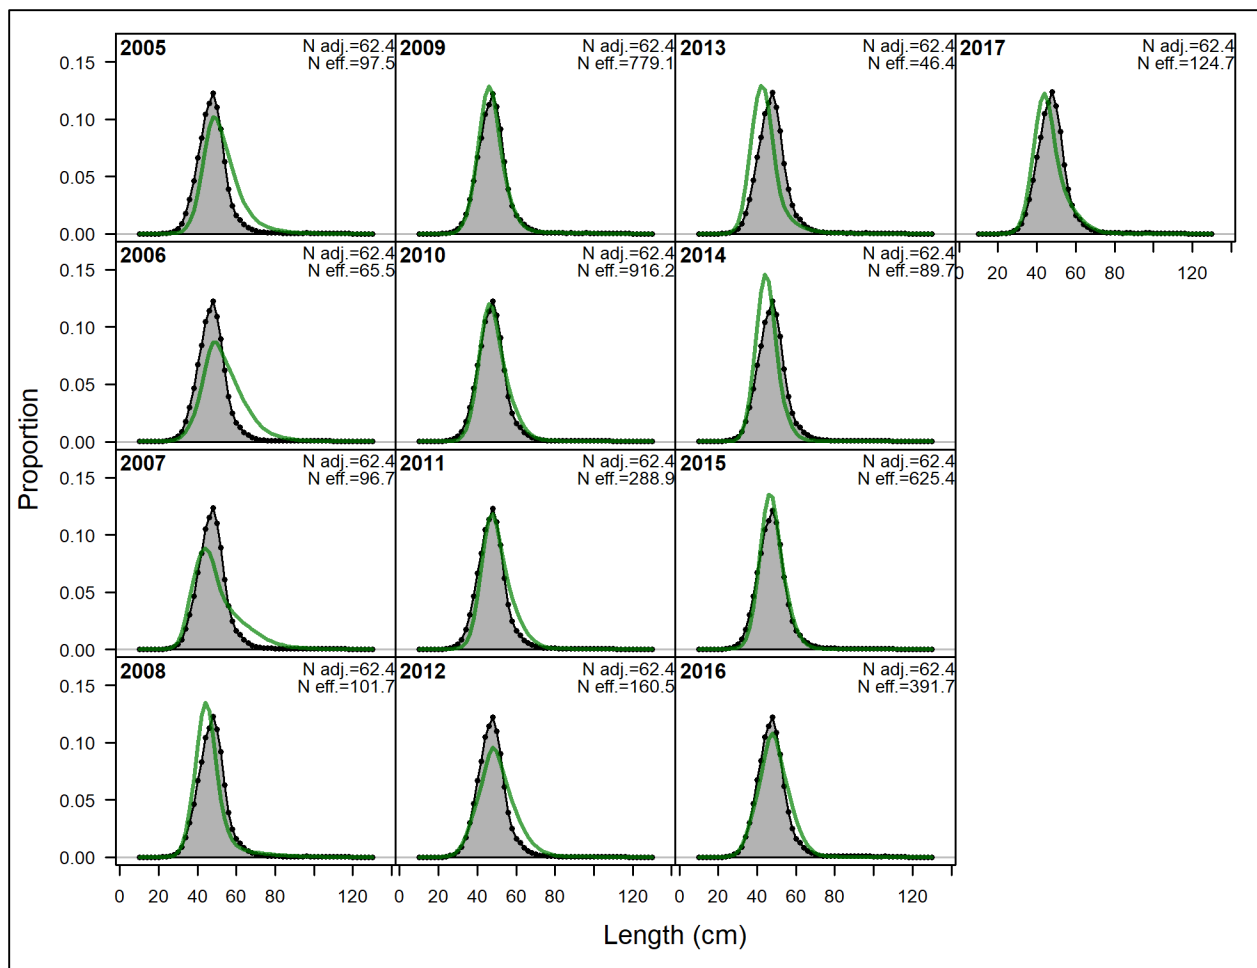 2005 N adj.=62.4
N eff.=97.5
2009 N adj.=62.4
N eff.=779.1
2013 N adj.=62.4
N eff.=46.4
2017 N adj.=62.4
N eff.=124.7
0.15
0.10
0.05
0.00
2006 N adj.=62.4
N eff.=65.5
2010 N adj.=62.4
N eff.=916.2
2014 N adj.=62.4
N eff.=89.7
0 20 40 60 80 120
0.15
0.10
0.05
0.00
2007 N adj.=62.4
N eff.=96.7
2011 N adj.=62.4
N eff.=288.9
2015 N adj.=62.4
N eff.=625.4
0.15
0.10
0.05
0.00
2008 N adj.=62.4
N eff.=101.7
2012 N adj.=62.4
N eff.=160.5
2016 N adj.=62.4
N eff.=391.7
0.15
0.10
0.05
0.00
0 20 40 60 80 120 0 20 40 60 80 120 0 20 40 60 80 120
Proportion
Length (cm)